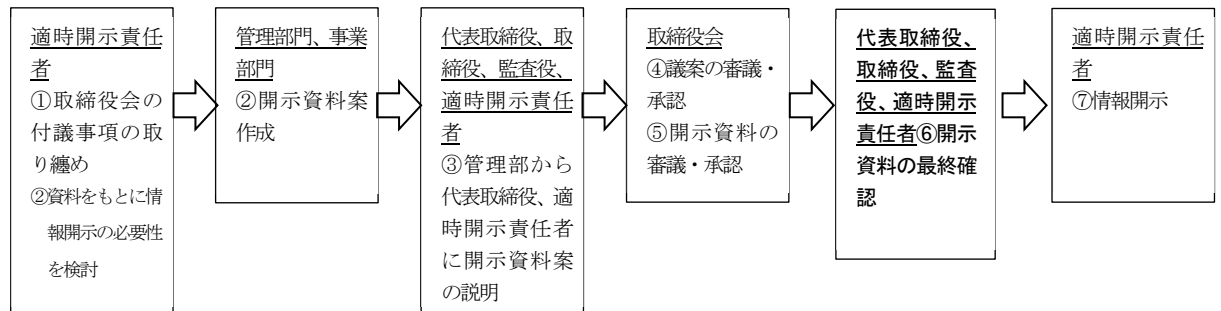 適時開示責任
者
①取締役会の
付議事項の取
り纏め
②資料をもとに情
報開示の必要性
を検討
管理部門、事業
部門
②開示資料案
作成
代表取締役、取
締役、監査役、
適時開示責任
者
③管理部から
代表取締役、適
時開示責任者
に開示資料案
の説明
取締役会
④議案の審議・
承認
⑤開示資料の
審議・承認
代表取締役、
取締役、監査
役、適時開示
責任者⑥開示
資料の最終確
認
適時開示責任
者
⑦情報開示